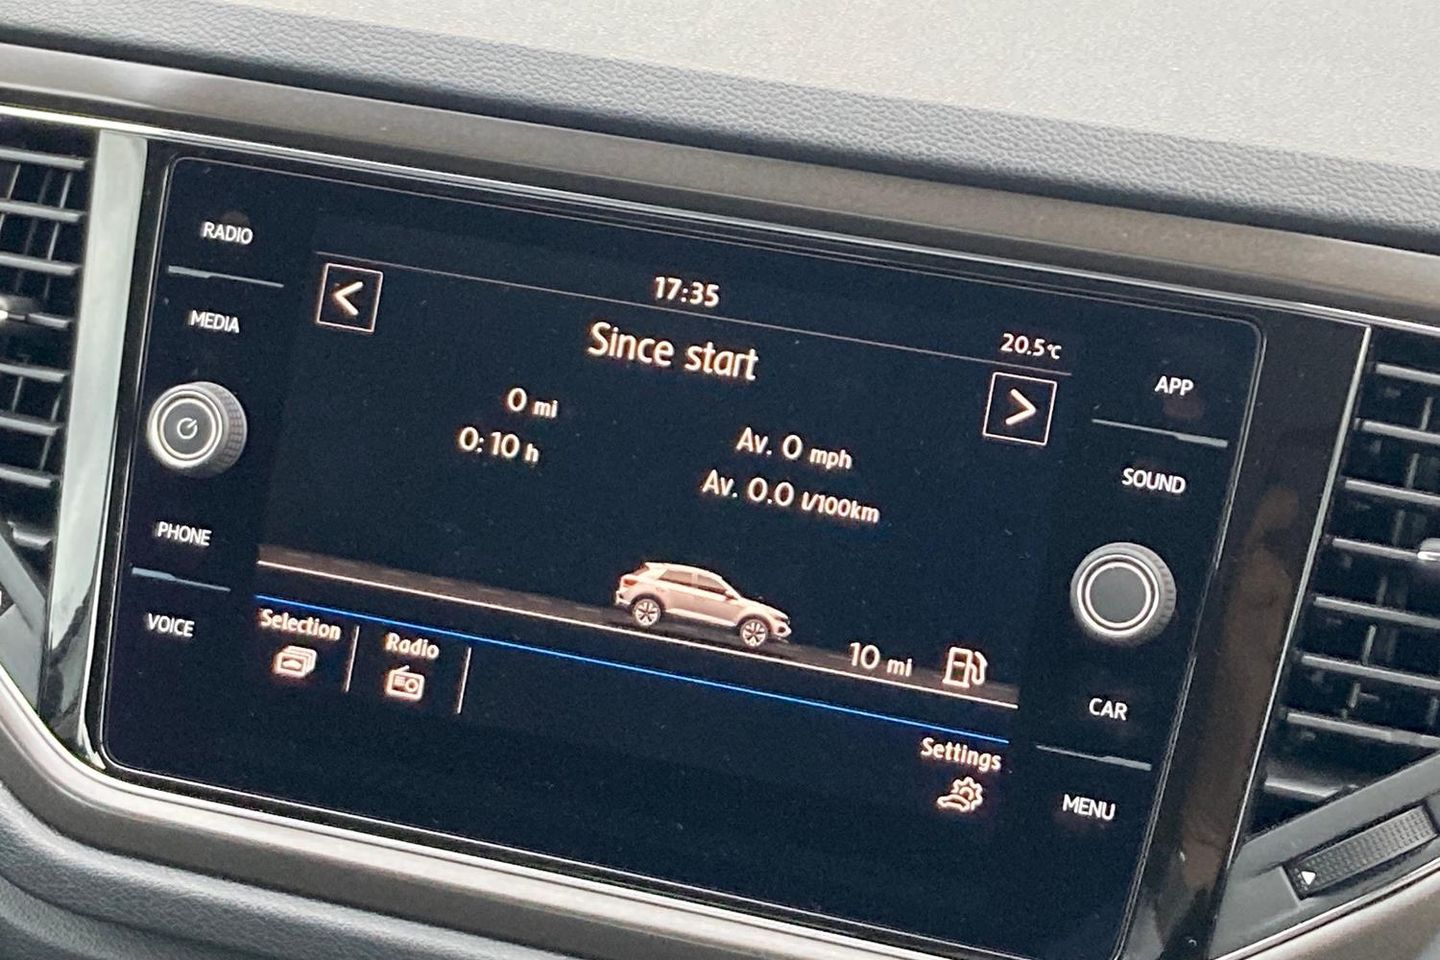 RADIO
MEDIA
PHONE
VOICE
17:35
20.5°C
Since start
0 mi
0:10 h
Av. 0 mph
Av. 0.0 l/100km
10 mi
Selection
Radio
Settings
APP
SOUND
CAR
MENU